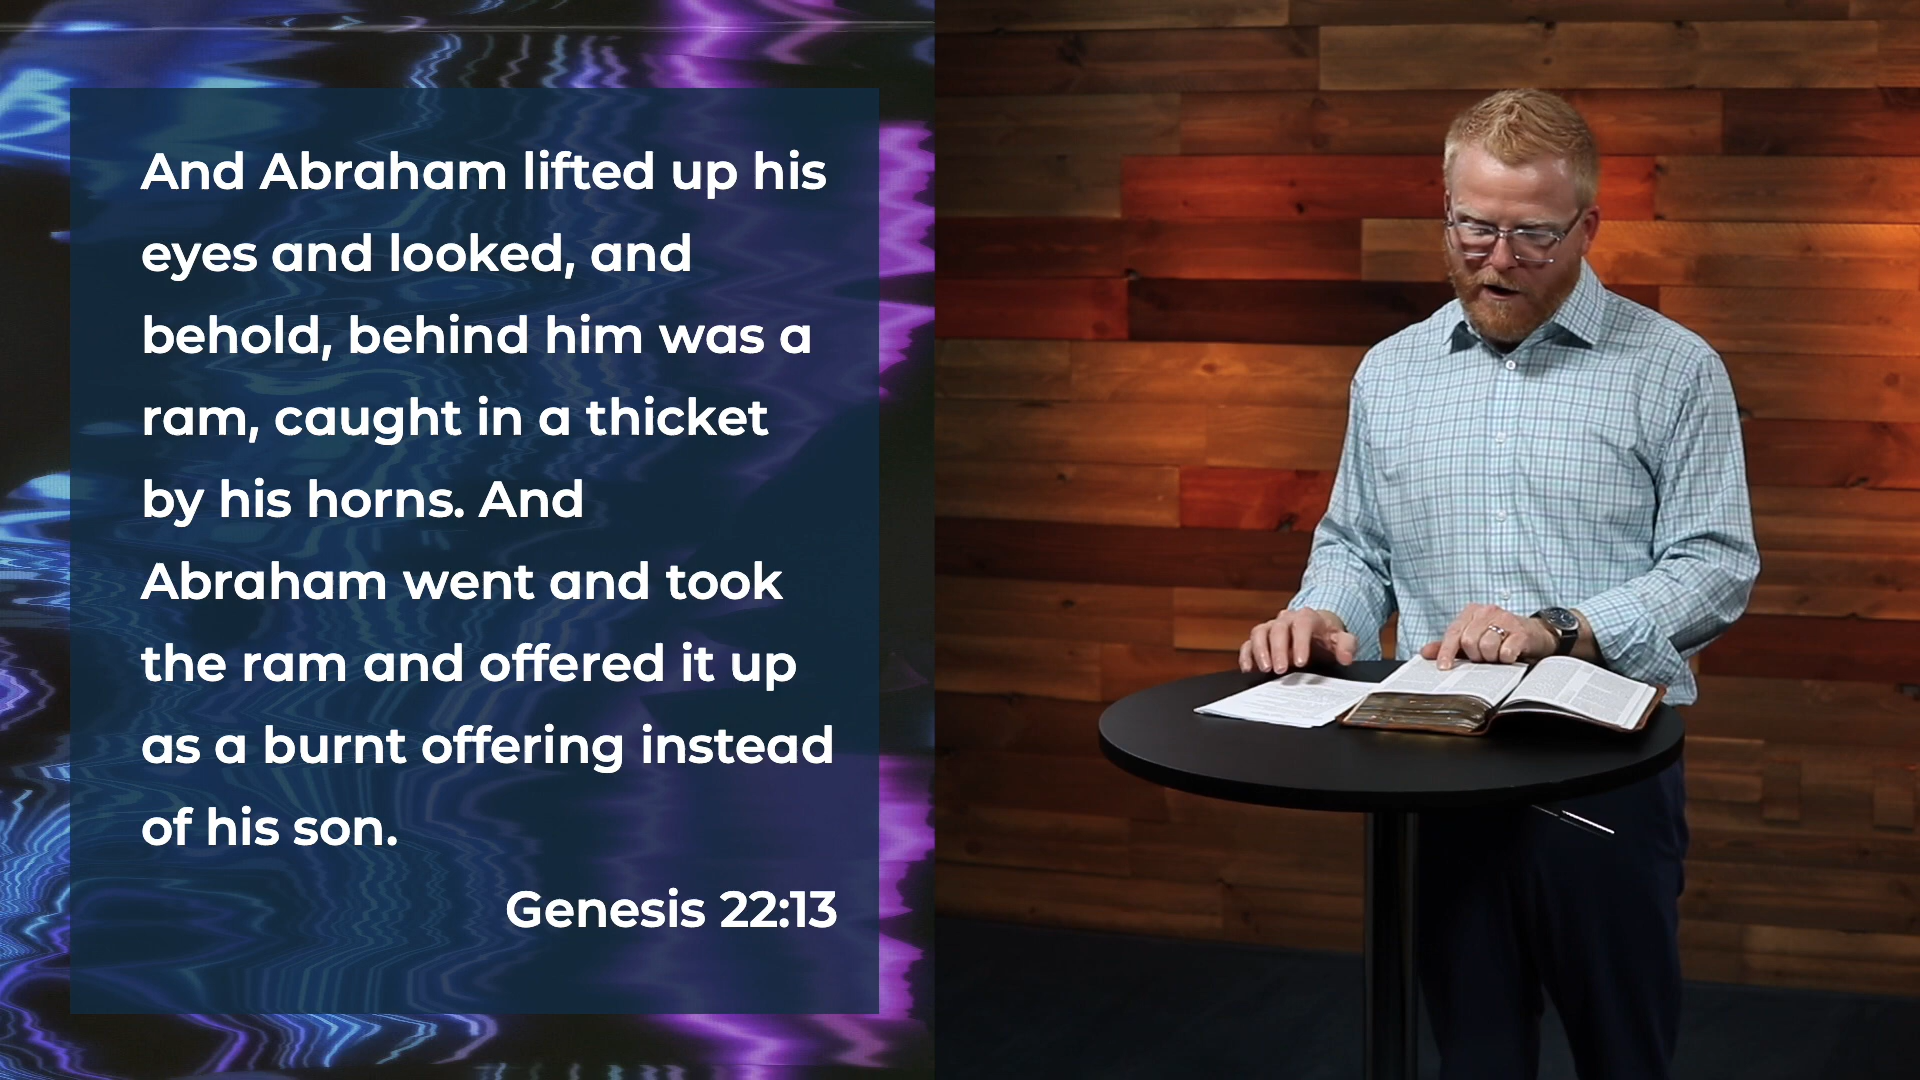 And Abraham lifted up his
eyes and looked, and
behold, behind him was a
ram, caught in a thicket
by his horns. And
Abraham went and took
the ram and offered it up
as a burnt offering instead
of his son.
Genesis 22:13